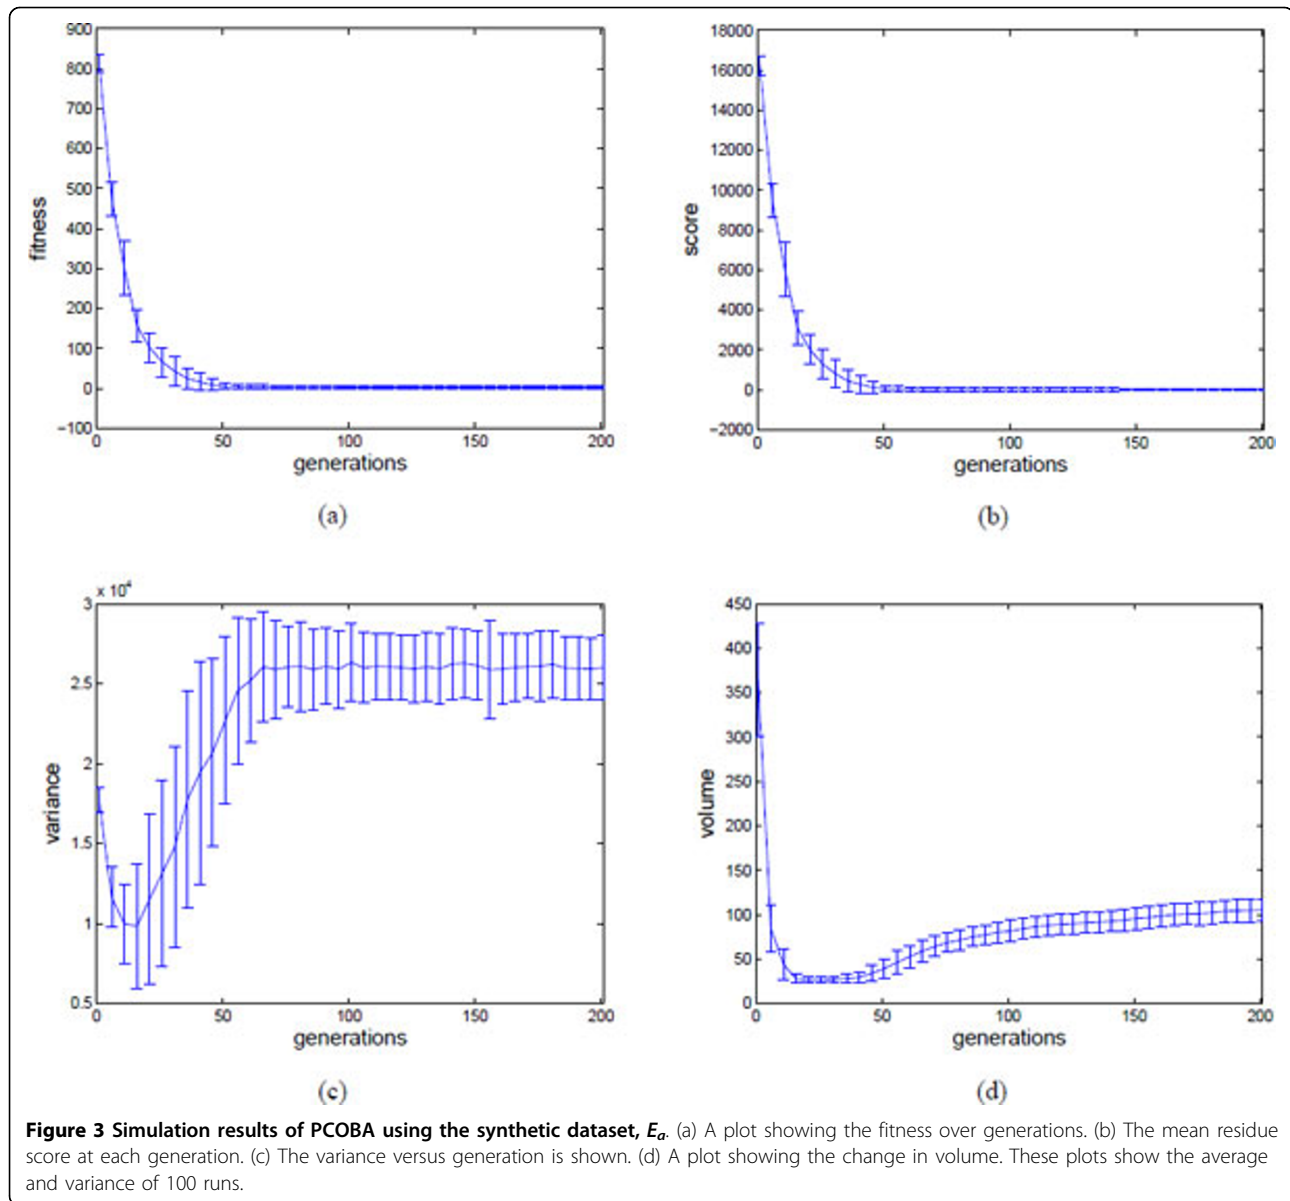 900
800
700
600
500
400
300
200
100
0
−100
fitness
0 50 100 150 200
generations
(a)
18000
16000
14000
12000
10000
8000
6000
4000
2000
0
−2000
score
0 50 100 150 200
generations
(b)
x 10⁴
3
2.5
2
1.5
1
0.5
variance
0 50 100 150 200
generations
(c)
450
400
350
300
250
200
150
100
50
0
volume
0 50 100 150 200
generations
(d)
Figure 3 Simulation results of PCOBA using the synthetic dataset, Eₐ. (a) A plot showing the fitness over generations. (b) The mean residue
score at each generation. (c) The variance versus generation is shown. (d) A plot showing the change in volume. These plots show the average
and variance of 100 runs.